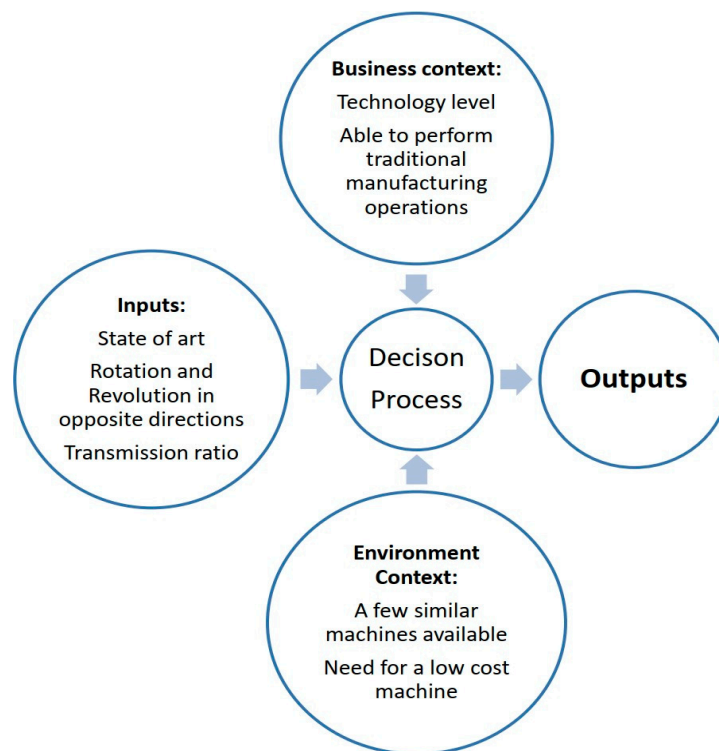 Business context:
Technology level
Able to perform
traditional
manufacturing
operations
Inputs:
State of art
Rotation and
Revolution in
opposite directions
Transmission ratio
Decison
Process
Outputs
Environment
Context:
A few similar
machines available
Need for a low cost
machine